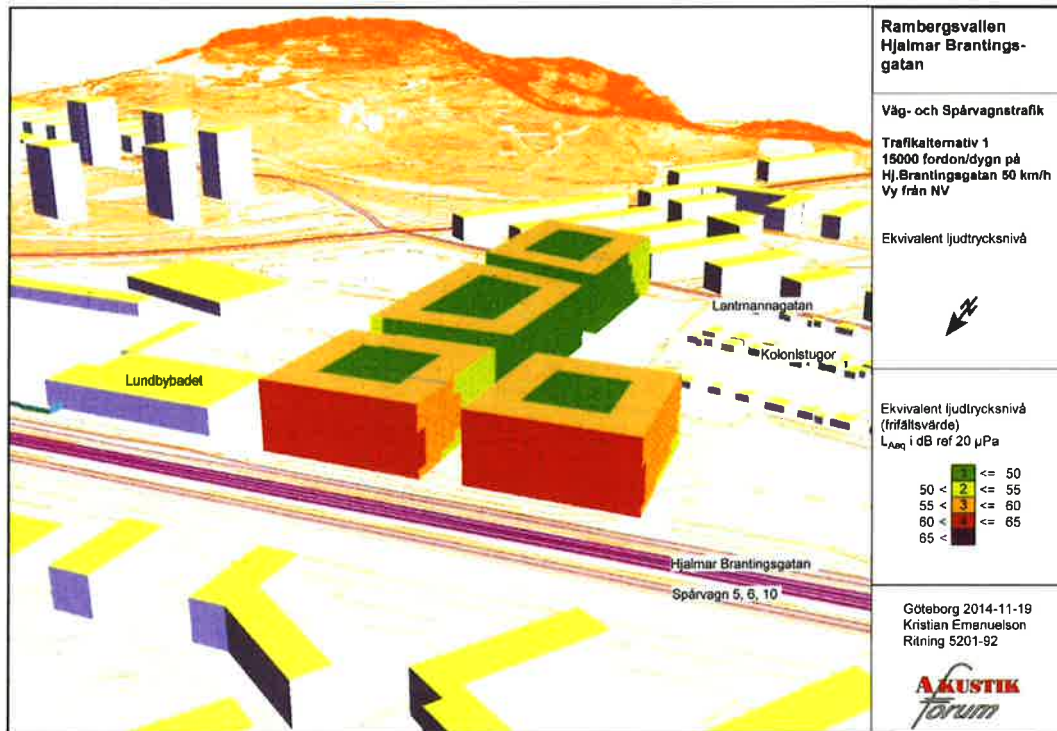 Rambergsvallen
Hjalmar Brantings-
gatan
Väg- och Spårvagnstrafik
Trafikalternativ 1
15000 fordon/dygn på
Hj.Brantingsgatan 50 km/h
Vy från NV
Ekvivalent ljudtrycksnivå
N
Lantmannagatan
Kolonistugor
Lundbybadet
Hjalmar Brantingsgatan
Spårvagn 5, 6, 10
Ekvivalent ljudtrycksnivå
(frifältsvärde)
LAeq i dB ref 20 µPa
1 <= 50
50 < 2 <= 55
55 < 3 <= 60
60 < 4 <= 65
65 <
Göteborg 2014-11-19
Kristian Emanuelson
Ritning 5201-92
AKUSTIK
forum